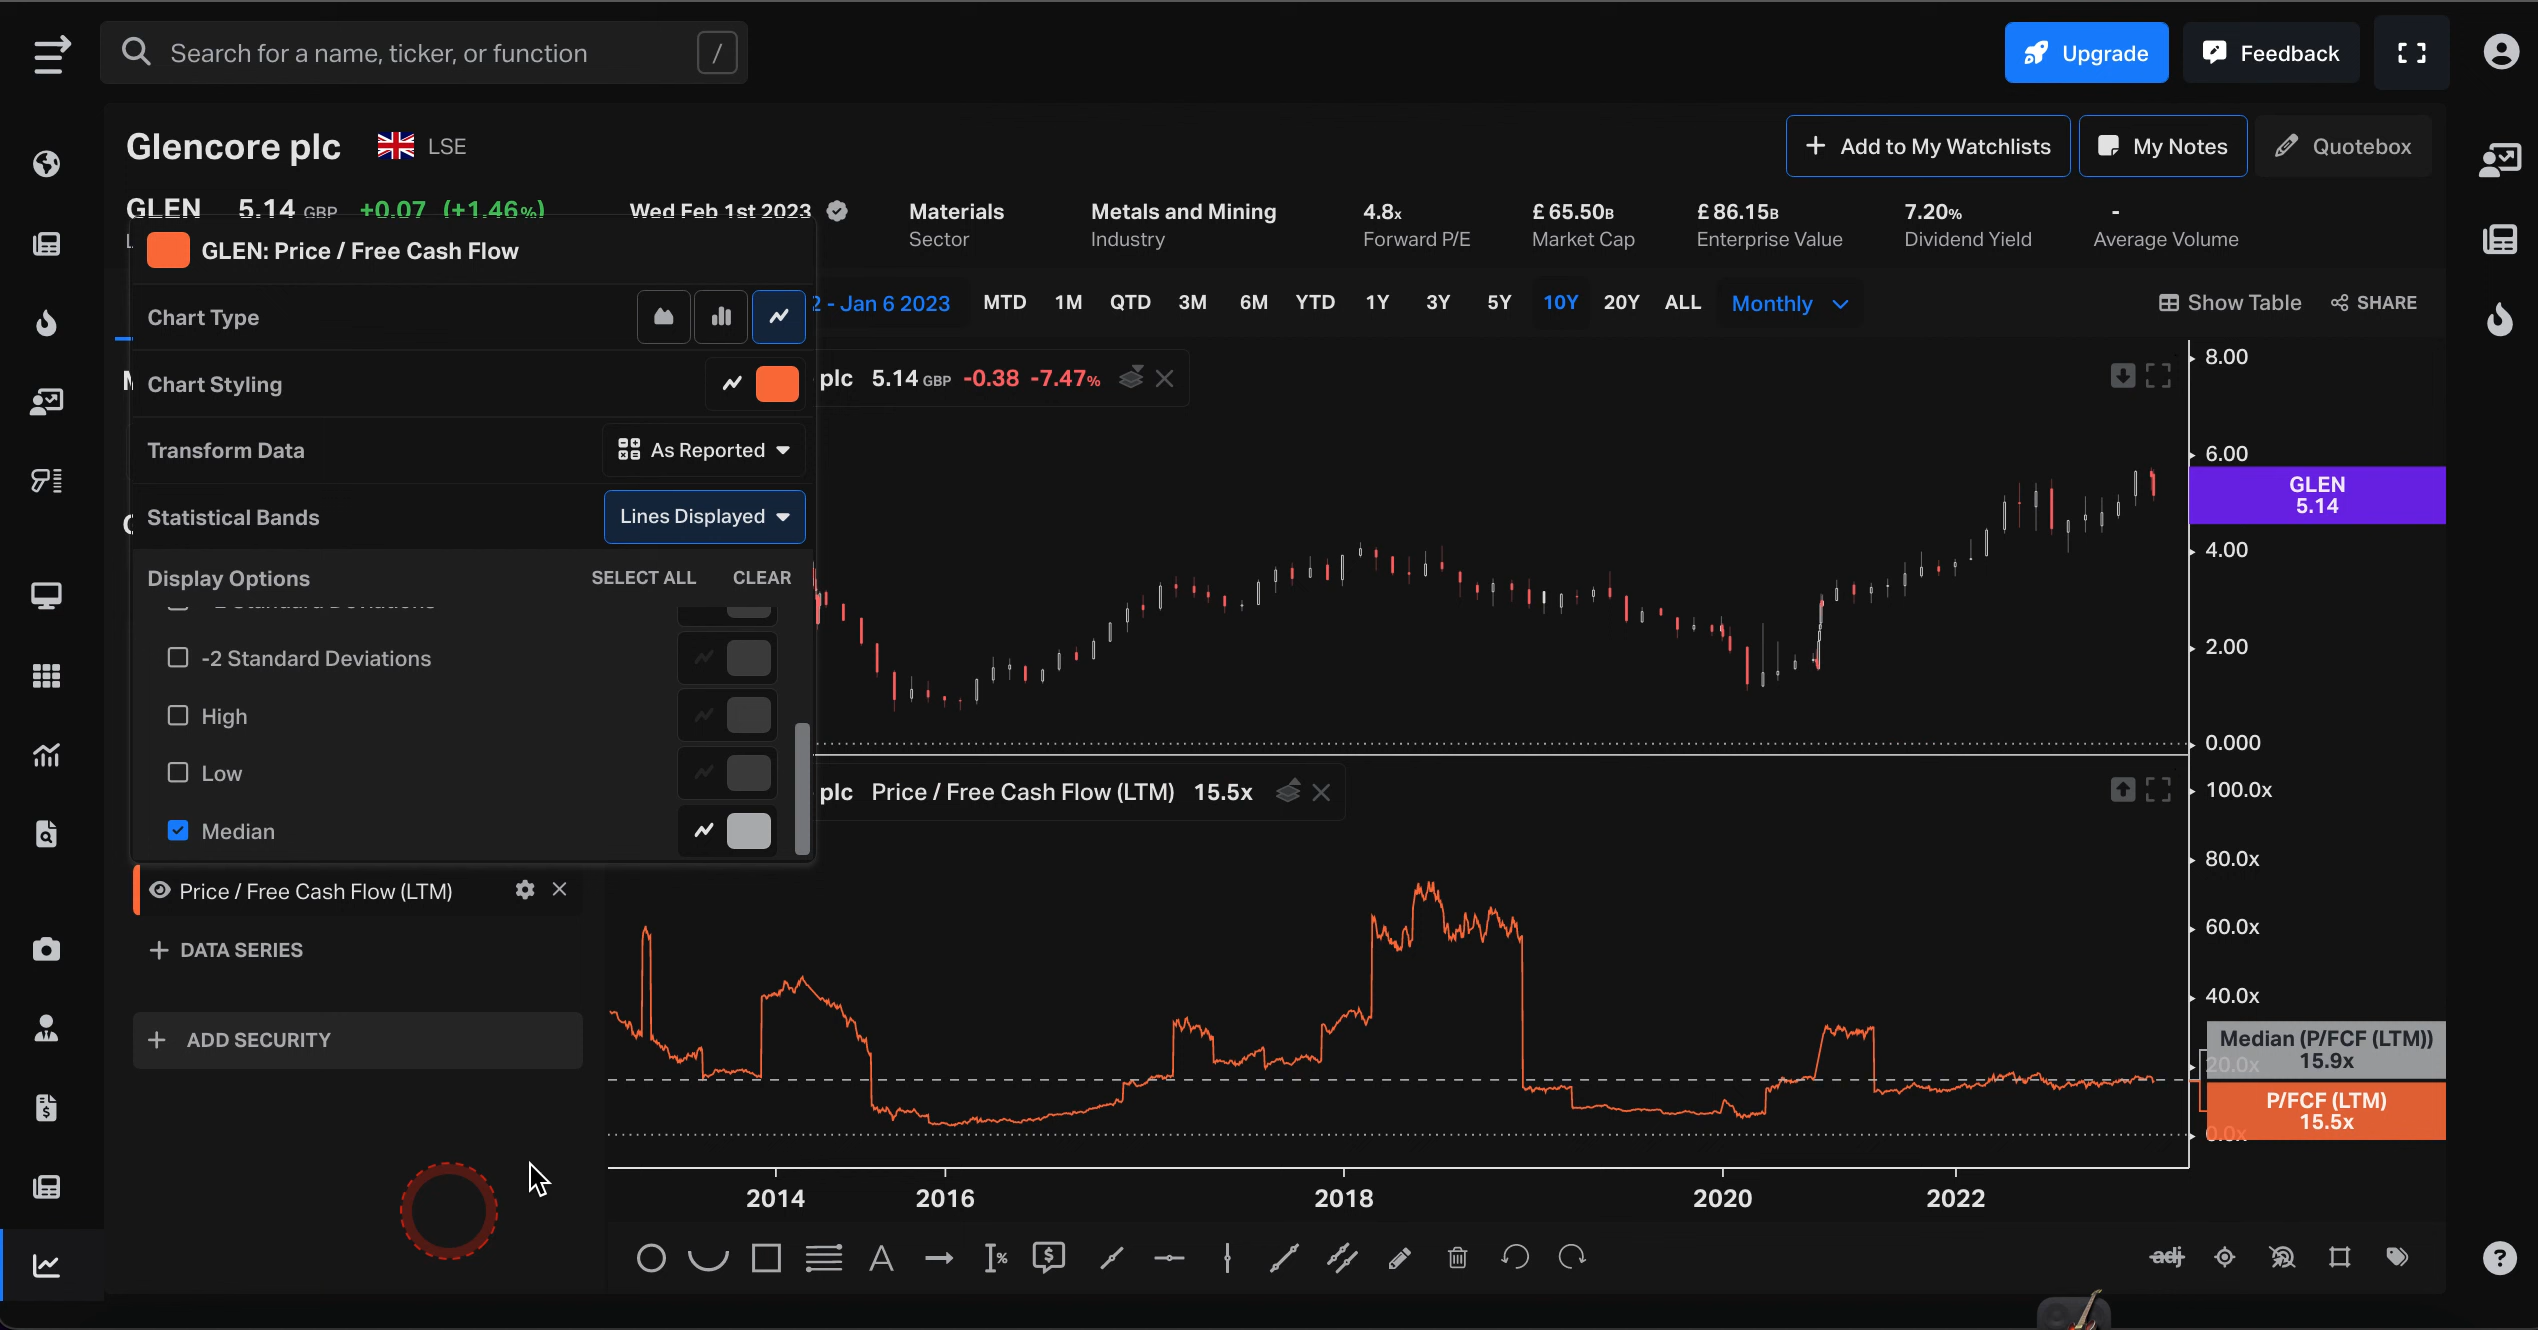 Search for a name, ticker, or function /
Upgrade
Feedback
Glencore plc LSE
+ Add to My Watchlists
My Notes
Quotebox
GLEN 5.14 GBP +0.07 (+1.46%)
Wed Feb 1st 2023
Materials
Sector
Metals and Mining
Industry
4.8x
Forward P/E
£65.50B
Market Cap
£86.15B
Enterprise Value
7.20%
Dividend Yield
-
Average Volume
GLEN: Price / Free Cash Flow
Chart Type
Chart Styling
Transform Data As Reported
Statistical Bands Lines Displayed
Display Options SELECT ALL CLEAR
-2 Standard Deviations
High
Low
Median
2 - Jan 6 2023 MTD 1M QTD 3M 6M YTD 1Y 3Y 5Y 10Y 20Y ALL Monthly
Show Table SHARE
plc 5.14 GBP -0.38 -7.47%
8.00
6.00
GLEN
5.14
4.00
2.00
0.000
plc Price / Free Cash Flow (LTM) 15.5x
100.0x
80.0x
60.0x
40.0x
20.0x
0.0x
Median (P/FCF (LTM))
15.9x
P/FCF (LTM)
15.5x
Price / Free Cash Flow (LTM)
+ DATA SERIES
+ ADD SECURITY
2014 2016 2018 2020 2022
A
%
$
adj
?